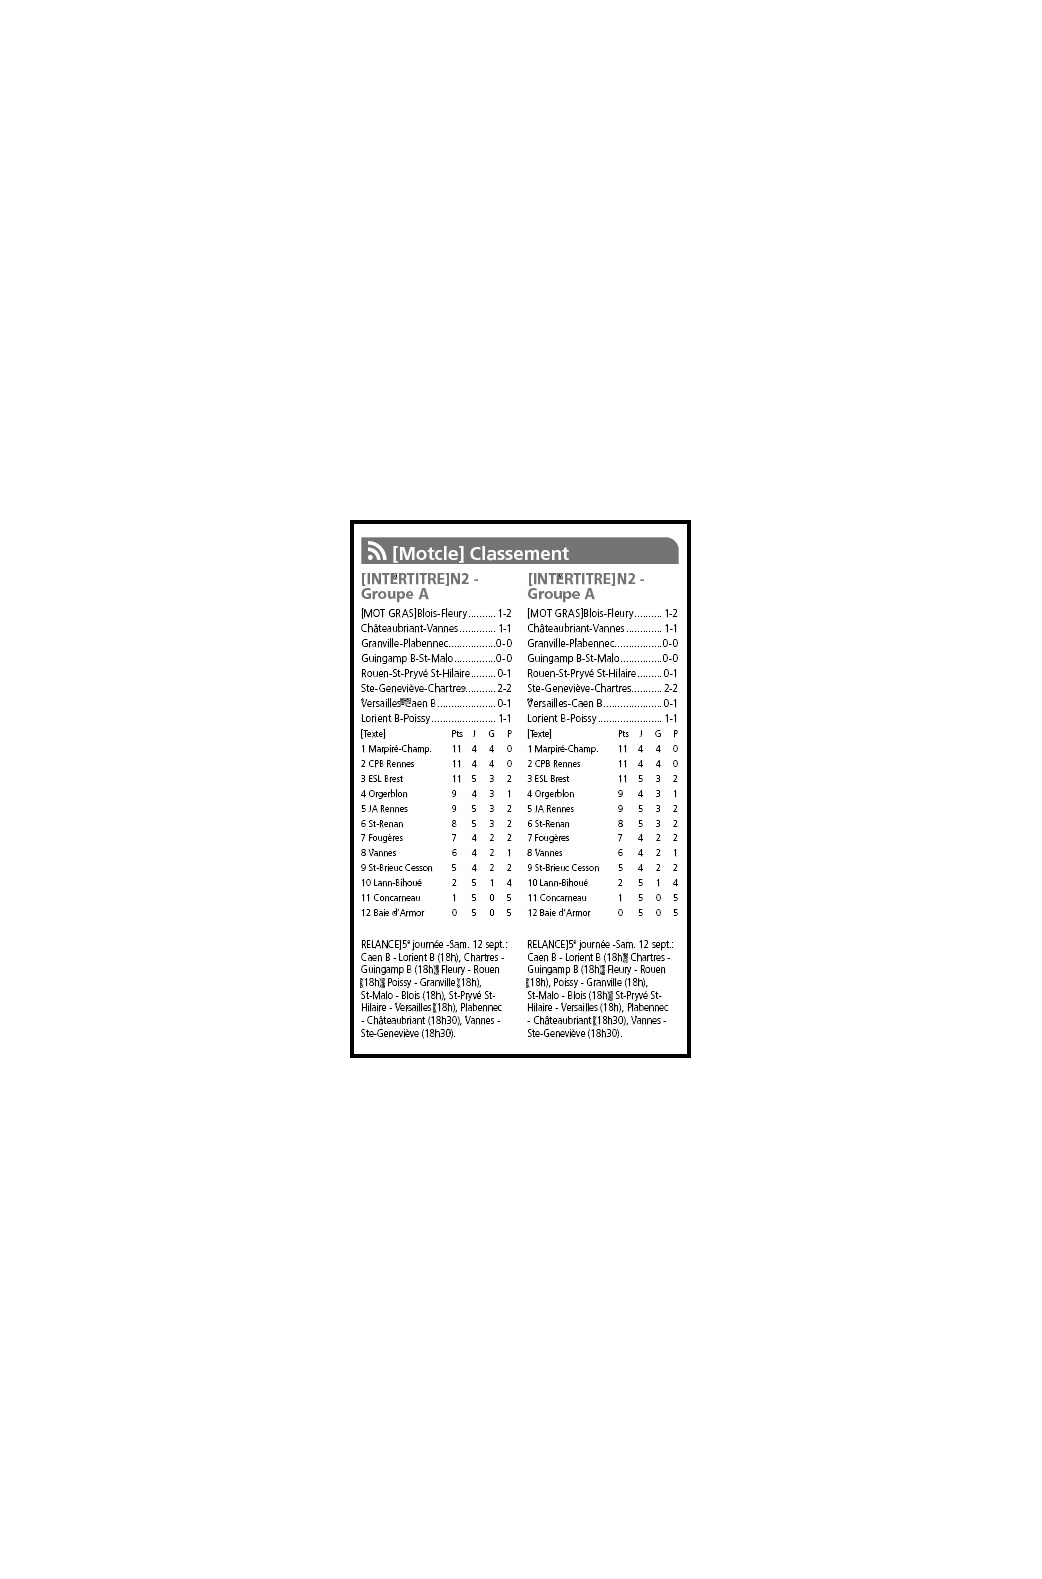 [Motcle] Classement
[INTERTITRE]N2 -
Groupe A
[MOT GRAS]Blois-Fleury.......... 1-2
Châteaubriant-Vannes............. 1-1
Granville-Plabennec.................0-0
Guingamp B-St-Malo...............0-0
Rouen-St-Pryvé St-Hilaire......... 0-1
Ste-Geneviève-Chartres........... 2-2
Versailles-Caen B..................... 0-1
Lorient B-Poissy....................... 1-1
[Texte] Pts J G P
1 Marpiré-Champ. 11 4 4 0
2 CPB Rennes 11 4 4 0
3 ESL Brest 11 5 3 2
4 Orgerblon 9 4 3 1
5 JA Rennes 9 5 3 2
6 St-Renan 8 5 3 2
7 Fougères 7 4 2 2
8 Vannes 6 4 2 1
9 St-Brieuc Cesson 5 4 2 2
10 Lann-Bihoué 2 5 1 4
11 Concarneau 1 5 0 5
12 Baie d'Armor 0 5 0 5
RELANCE]5e journée -Sam. 12 sept.:
Caen B - Lorient B (18h), Chartres -
Guingamp B (18h), Fleury - Rouen
(18h), Poissy - Granville (18h),
St-Malo - Blois (18h), St-Pryvé St-
Hilaire - Versailles (18h), Plabennec
- Châteaubriant (18h30), Vannes -
Ste-Geneviève (18h30).
[INTERTITRE]N2 -
Groupe A
[MOT GRAS]Blois-Fleury.......... 1-2
Châteaubriant-Vannes............. 1-1
Granville-Plabennec.................0-0
Guingamp B-St-Malo...............0-0
Rouen-St-Pryvé St-Hilaire......... 0-1
Ste-Geneviève-Chartres........... 2-2
Versailles-Caen B..................... 0-1
Lorient B-Poissy....................... 1-1
[Texte] Pts J G P
1 Marpiré-Champ. 11 4 4 0
2 CPB Rennes 11 4 4 0
3 ESL Brest 11 5 3 2
4 Orgerblon 9 4 3 1
5 JA Rennes 9 5 3 2
6 St-Renan 8 5 3 2
7 Fougères 7 4 2 2
8 Vannes 6 4 2 1
9 St-Brieuc Cesson 5 4 2 2
10 Lann-Bihoué 2 5 1 4
11 Concarneau 1 5 0 5
12 Baie d'Armor 0 5 0 5
RELANCE]5e journée -Sam. 12 sept.:
Caen B - Lorient B (18h), Chartres -
Guingamp B (18h), Fleury - Rouen
(18h), Poissy - Granville (18h),
St-Malo - Blois (18h), St-Pryvé St-
Hilaire - Versailles (18h), Plabennec
- Châteaubriant (18h30), Vannes -
Ste-Geneviève (18h30).